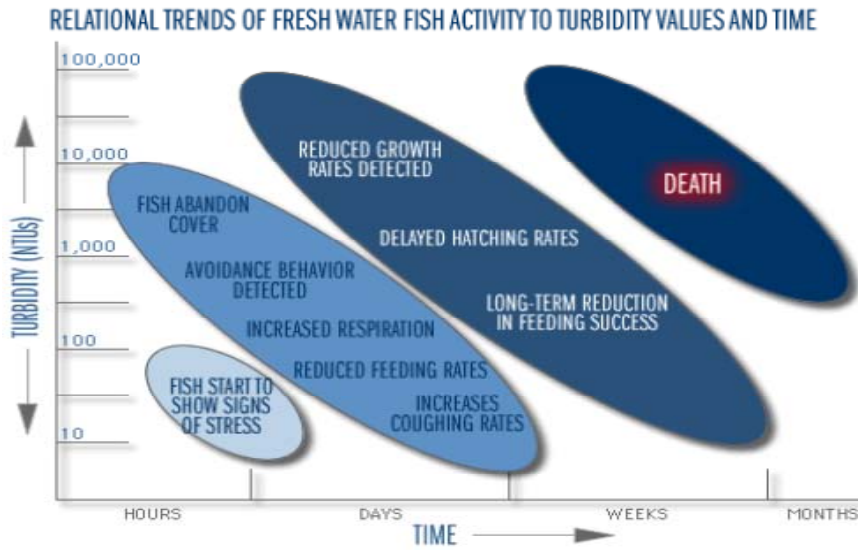 RELATIONAL TRENDS OF FRESH WATER FISH ACTIVITY TO TURBIDITY VALUES AND TIME
100,000
10,000
1,000
100
10
TURBIDITY (NTUs)
REDUCED GROWTH
RATES DETECTED
DEATH
FISH ABANDON
COVER
DELAYED HATCHING RATES
AVOIDANCE BEHAVIOR
DETECTED
LONG-TERM REDUCTION
IN FEEDING SUCCESS
INCREASED RESPIRATION
REDUCED FEEDING RATES
FISH START TO
SHOW SIGNS
OF STRESS
INCREASES
COUGHING RATES
HOURS
DAYS
WEEKS
MONTHS
TIME